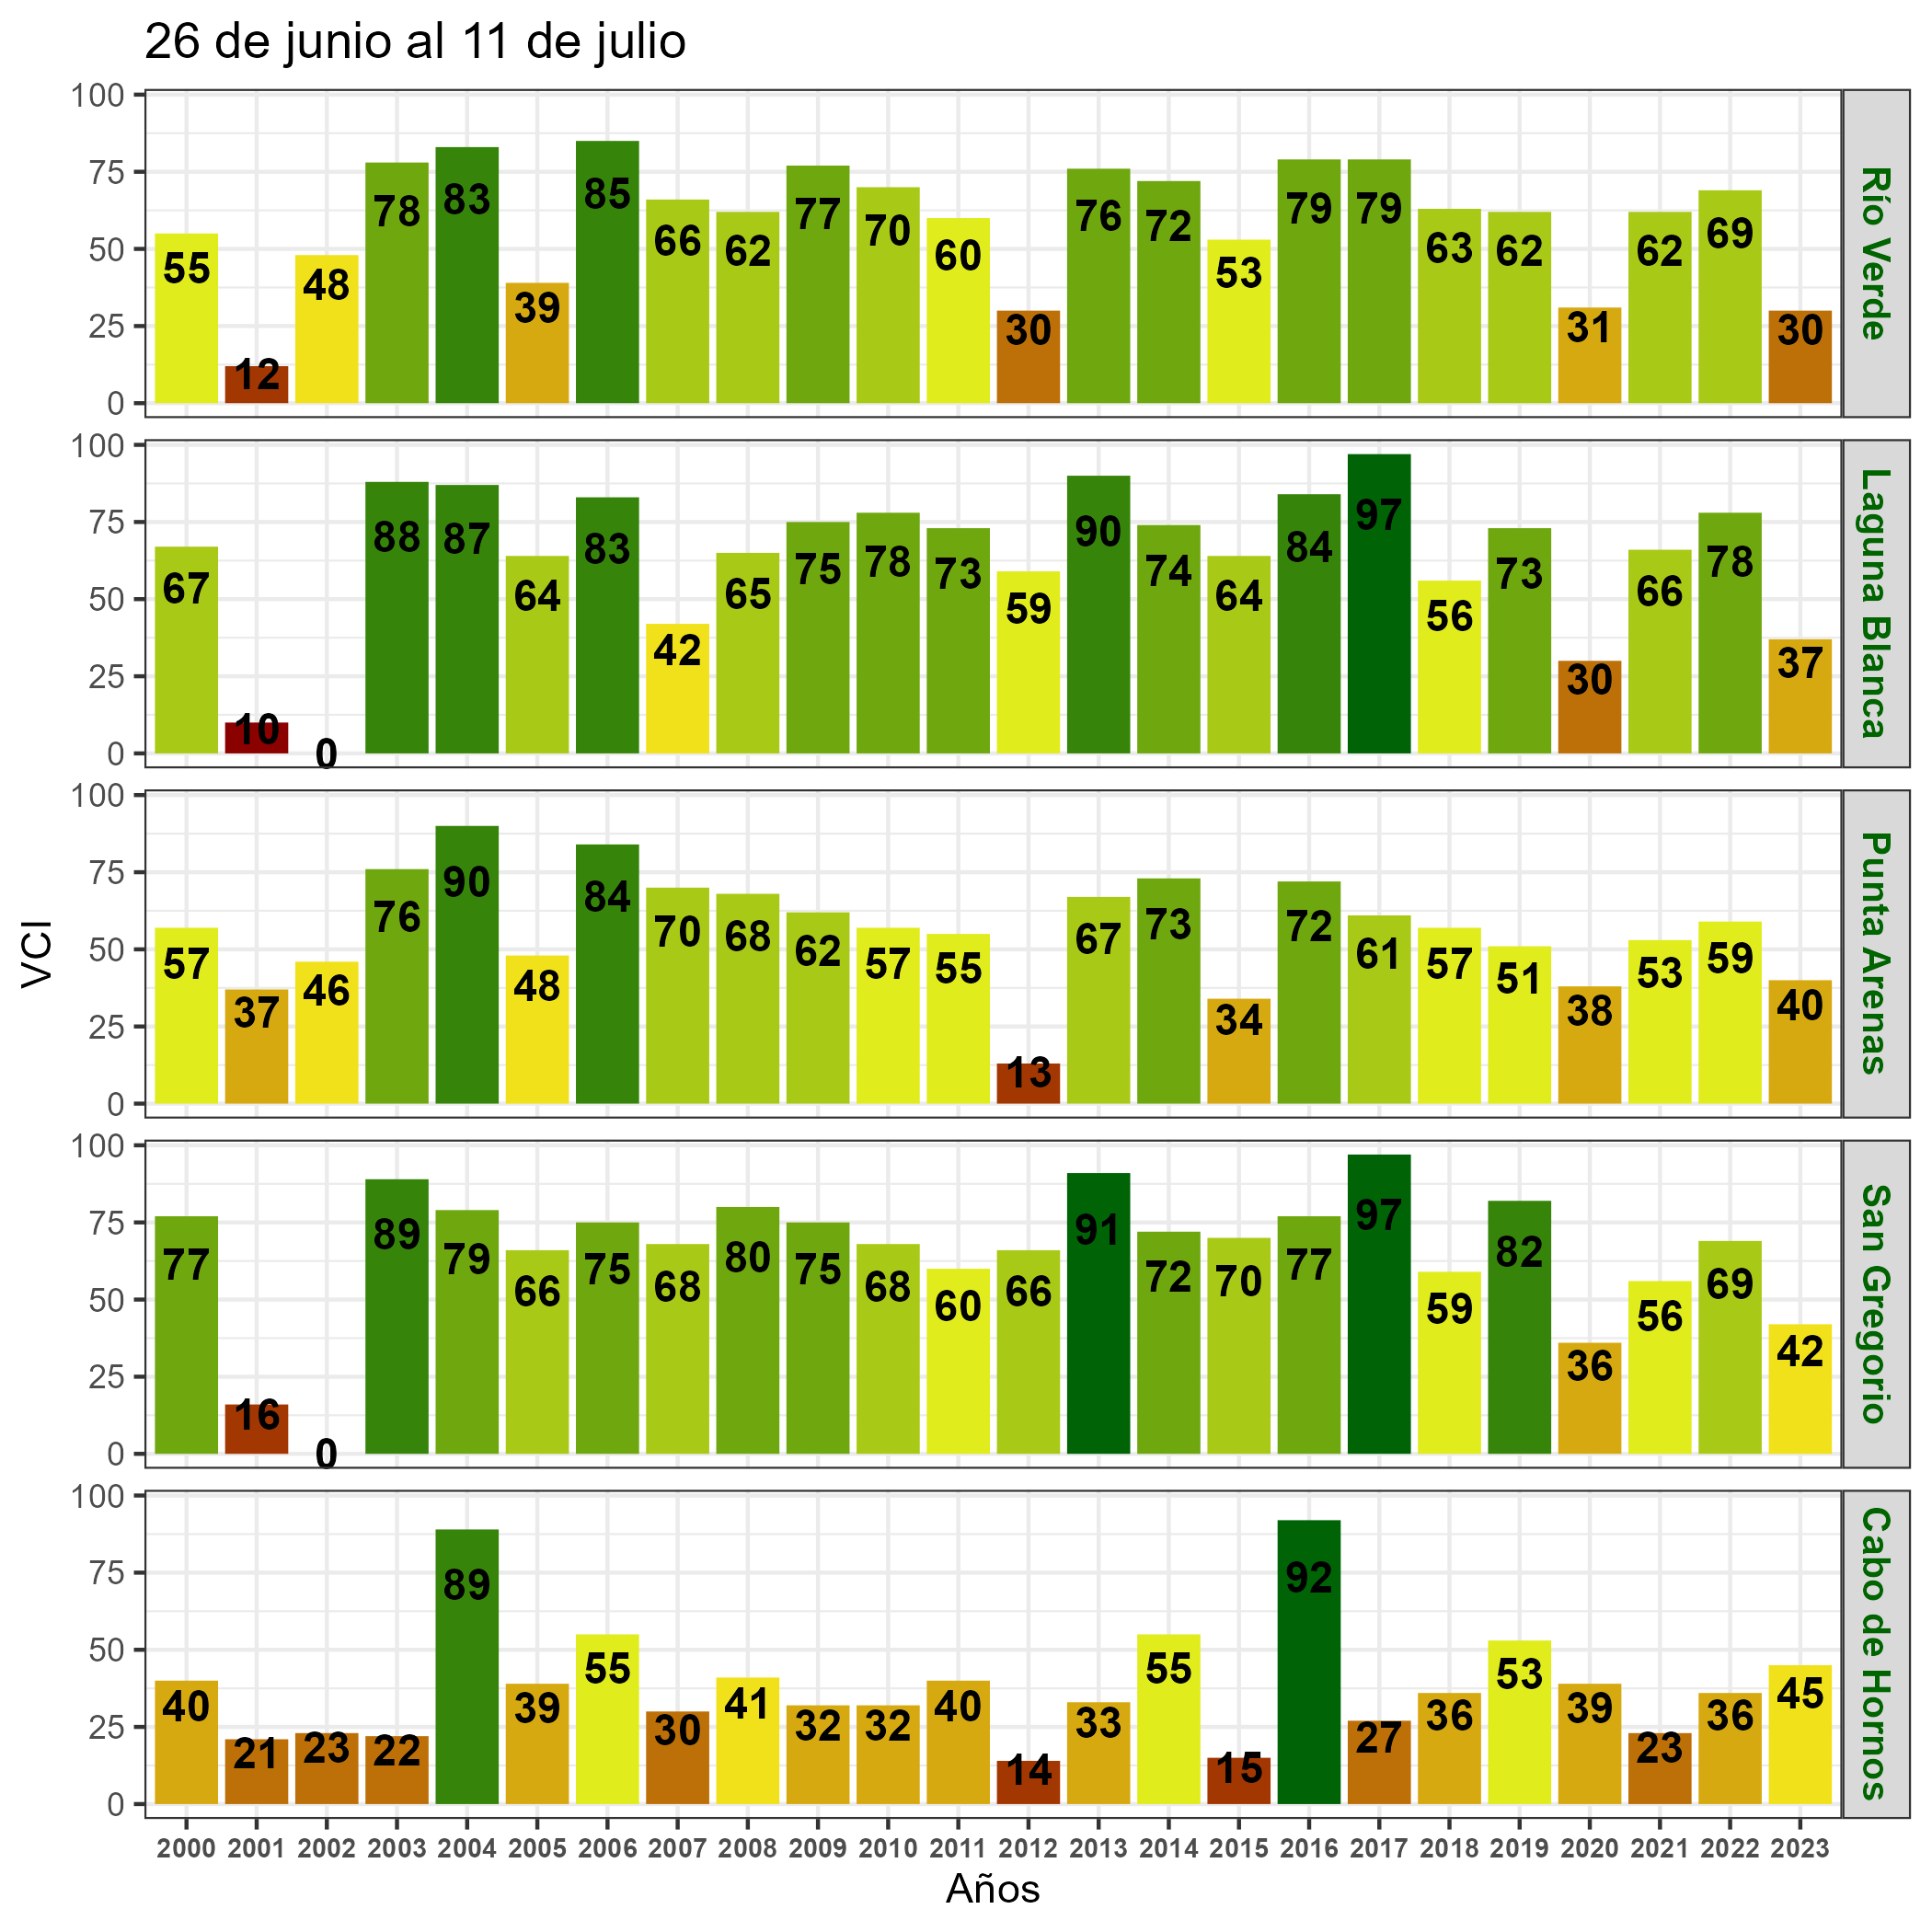 26 de junio al 11 de julio
VCI
100
75
50
25
0
55 12 48 78 83 39 85 66 62 77 70 60 30 76 72 53 79 79 63 62 31 62 69 30
Río Verde
100
75
50
25
0
67 10 0 88 87 64 83 42 65 75 78 73 59 90 74 64 84 97 56 73 30 66 78 37
Laguna Blanca
100
75
50
25
0
57 37 46 76 90 48 84 70 68 62 57 55 13 67 73 34 72 61 57 51 38 53 59 40
Punta Arenas
100
75
50
25
0
77 16 0 89 79 66 75 68 80 75 68 60 66 91 72 70 77 97 59 82 36 56 69 42
San Gregorio
100
75
50
25
0
40 21 23 22 89 39 55 30 41 32 32 40 14 33 55 15 92 27 36 53 39 23 36 45
Cabo de Hornos
2000 2001 2002 2003 2004 2005 2006 2007 2008 2009 2010 2011 2012 2013 2014 2015 2016 2017 2018 2019 2020 2021 2022 2023
Años